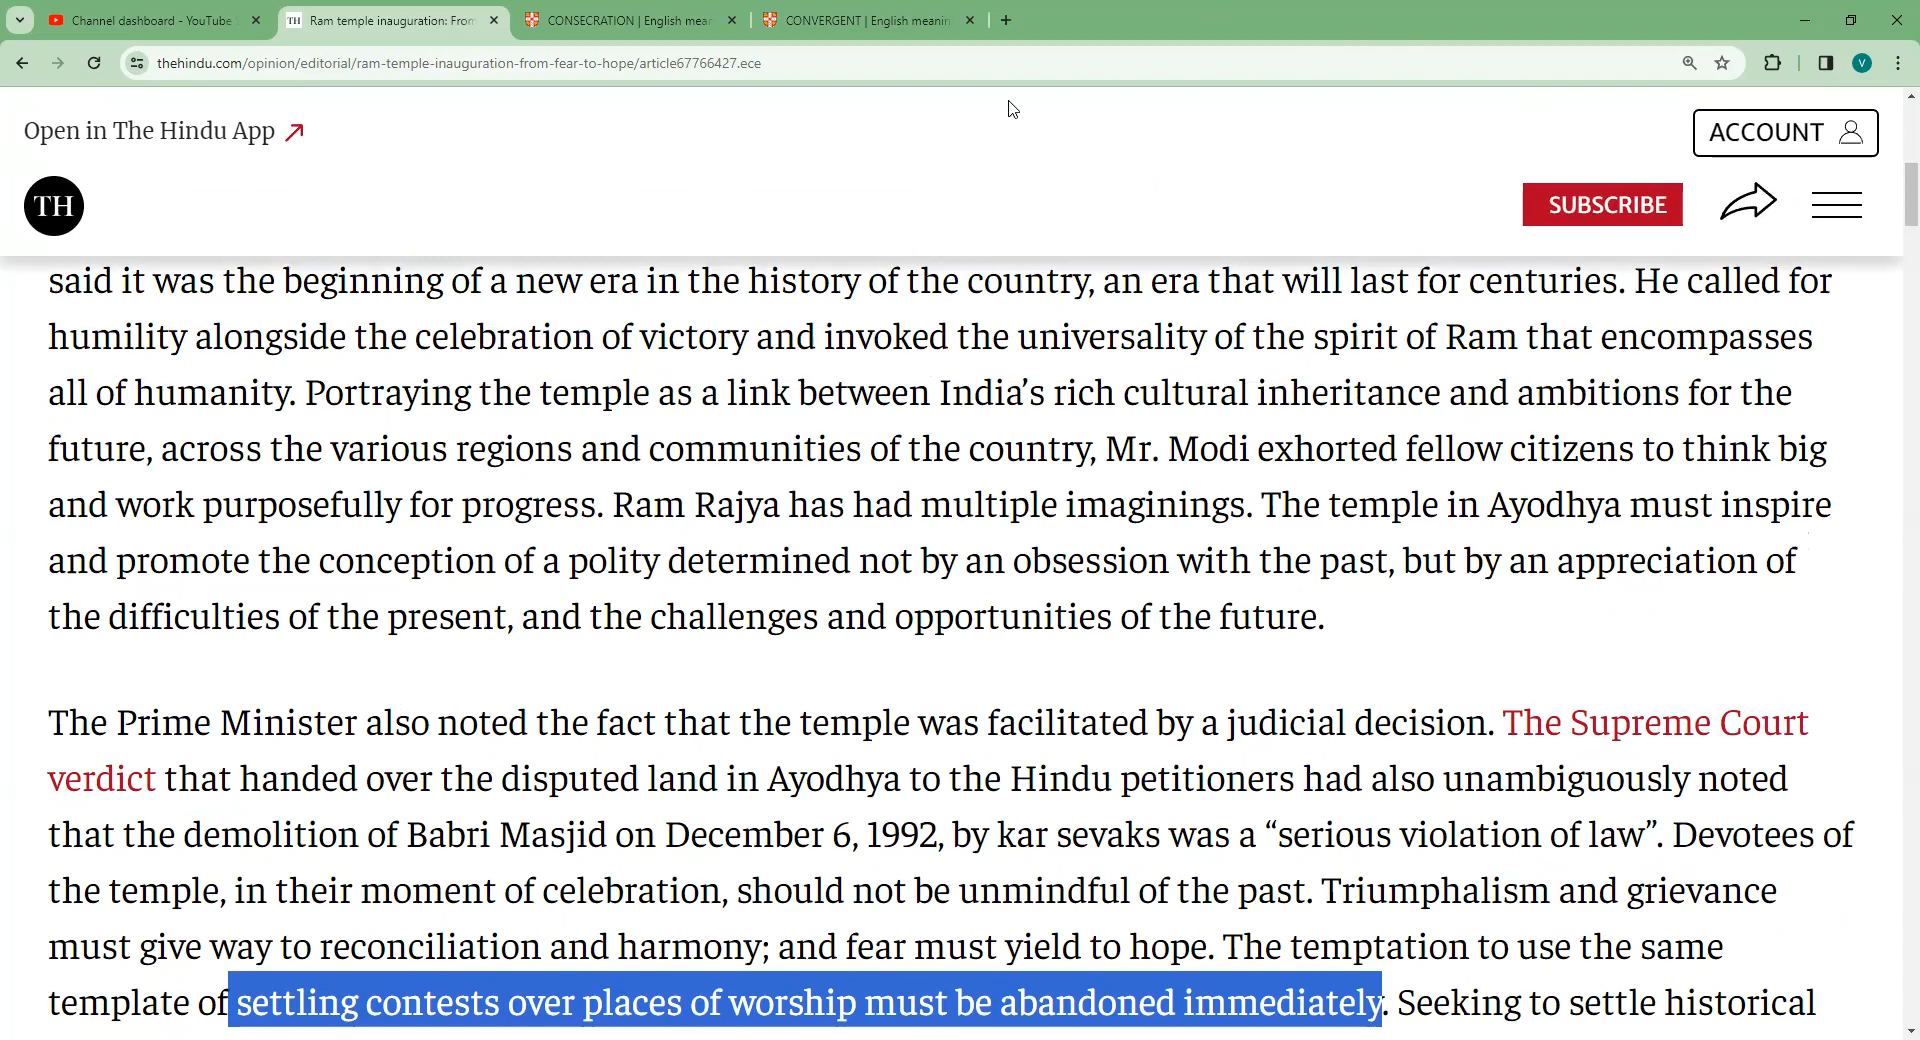 Channel dashboard - YouTube
Ram temple inauguration: From
CONSECRATION | English mean
CONVERGENT | English meanin
thehindu.com/opinion/editorial/ram-temple-inauguration-from-fear-to-hope/article67766427.ece
V
Open in The Hindu App
ACCOUNT
TH
SUBSCRIBE
said it was the beginning of a new era in the history of the country, an era that will last for centuries. He called for
humility alongside the celebration of victory and invoked the universality of the spirit of Ram that encompasses
all of humanity. Portraying the temple as a link between India’s rich cultural inheritance and ambitions for the
future, across the various regions and communities of the country, Mr. Modi exhorted fellow citizens to think big
and work purposefully for progress. Ram Rajya has had multiple imaginings. The temple in Ayodhya must inspire
and promote the conception of a polity determined not by an obsession with the past, but by an appreciation of
the difficulties of the present, and the challenges and opportunities of the future.
The Prime Minister also noted the fact that the temple was facilitated by a judicial decision. The Supreme Court
verdict that handed over the disputed land in Ayodhya to the Hindu petitioners had also unambiguously noted
that the demolition of Babri Masjid on December 6, 1992, by kar sevaks was a “serious violation of law”. Devotees of
the temple, in their moment of celebration, should not be unmindful of the past. Triumphalism and grievance
must give way to reconciliation and harmony; and fear must yield to hope. The temptation to use the same
template of settling contests over places of worship must be abandoned immediately. Seeking to settle historical